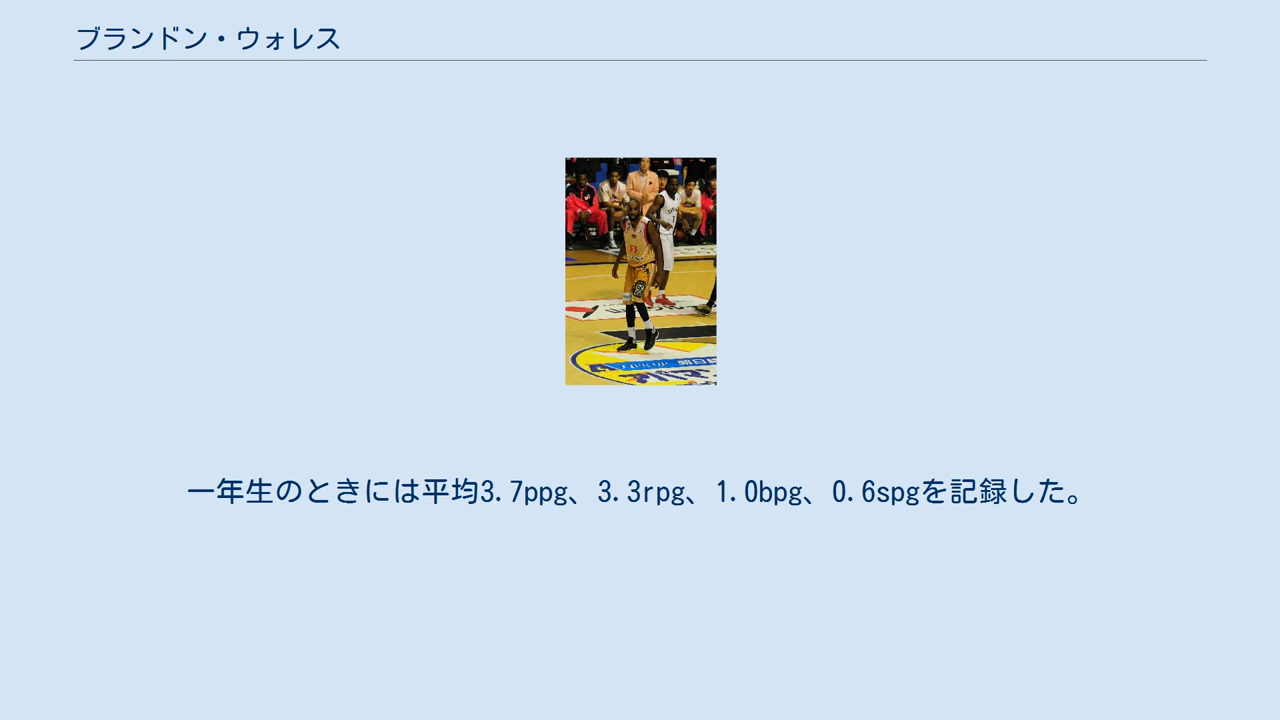 ブランドン・ウォレス
一年生のときには平均3.7ppg、3.3rpg、1.0bpg、0.6spgを記録した。